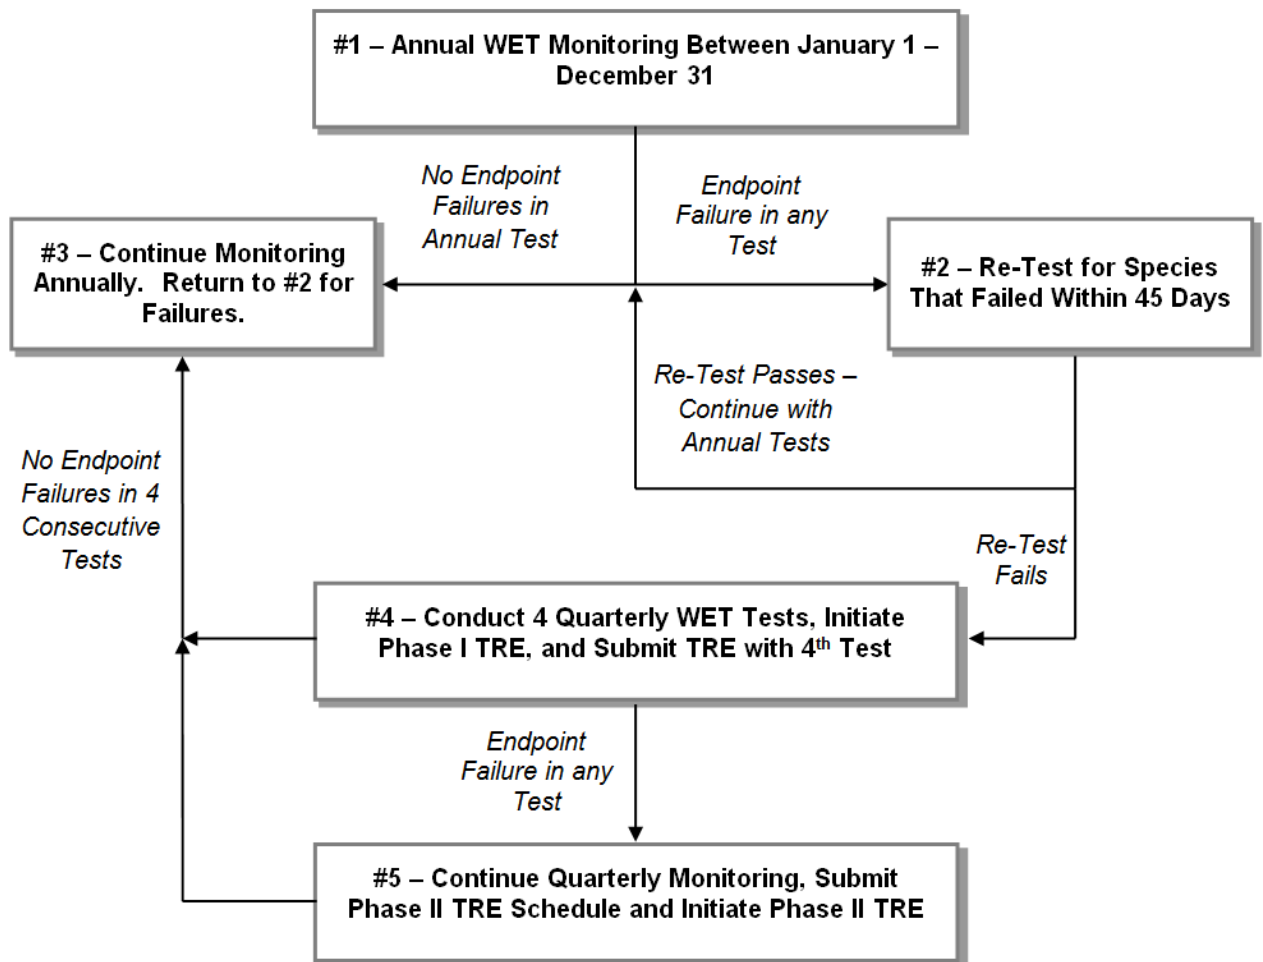 #1 – Annual WET Monitoring Between January 1 –
December 31
No Endpoint
Failures in
Annual Test
Endpoint
Failure in any
Test
#3 – Continue Monitoring
Annually.  Return to #2 for
Failures.
#2 – Re-Test for Species
That Failed Within 45 Days
Re-Test Passes –
Continue with
Annual Tests
No Endpoint
Failures in 4
Consecutive
Tests
Re-Test
Fails
#4 – Conduct 4 Quarterly WET Tests, Initiate
Phase I TRE, and Submit TRE with 4th Test
Endpoint
Failure in any
Test
#5 – Continue Quarterly Monitoring, Submit
Phase II TRE Schedule and Initiate Phase II TRE